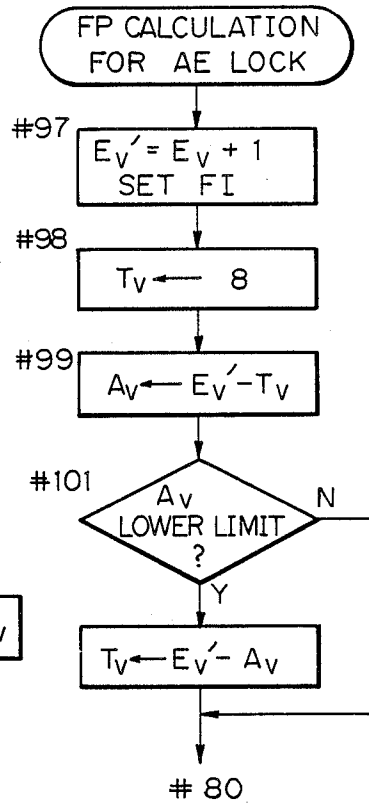 FP CALCULATION
FOR AE LOCK
#97
Ev' = Ev + 1
SET FI
#98
Tv ← 8
#99
Av ← Ev' - Tv
#101
Av
LOWER LIMIT
?
N
Y
v
Tv ← Ev' - Av
#80